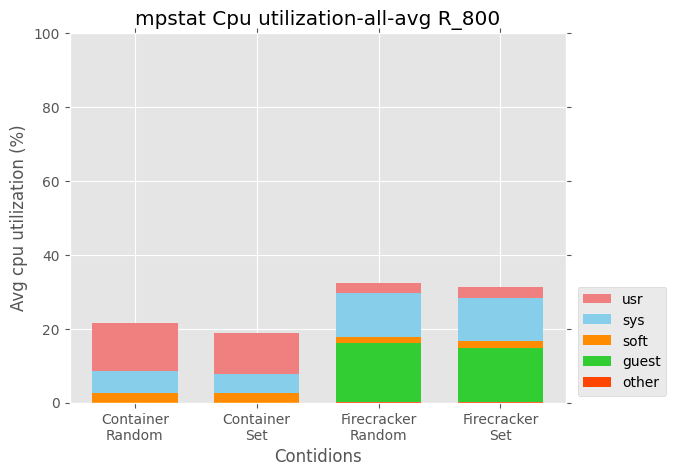 mpstat Cpu utilization-all-avg R_800
100
80
60
40
20
0
Avg cpu utilization (%)
Container
Random
Container
Set
Firecracker
Random
Firecracker
Set
Contidions
usr
sys
soft
guest
other